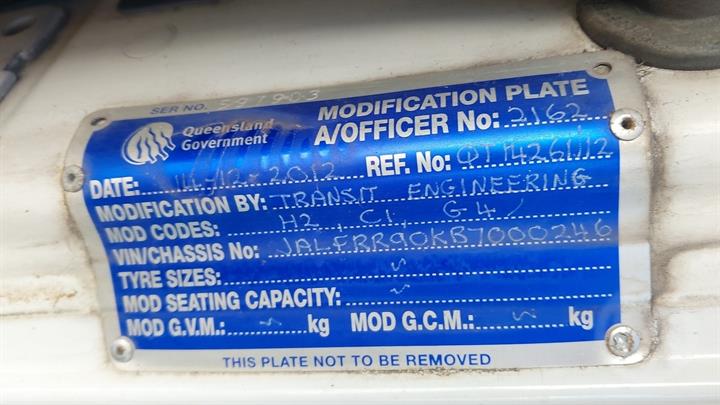 SER NO. 597903
MODIFICATION PLATE
Queensland
Government
A/OFFICER No: 2162
DATE: 14-12-2012 REF. No: QT14261/12
MODIFICATION BY: TRANSIT ENGINEERING
MOD CODES: H2, C1, G4/
VIN/CHASSIS No: JALFRR90KB7000246
TYRE SIZES: ~
MOD SEATING CAPACITY: ~
MOD G.V.M.: ~ kg MOD G.C.M.: ~ kg
THIS PLATE NOT TO BE REMOVED